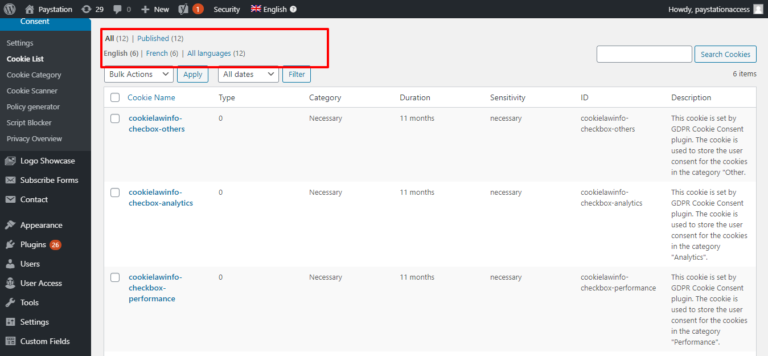 Paystation 29 0 + New 1 Security English Howdy, paystationaccess
Consent
Settings
Cookie List
Cookie Category
Cookie Scanner
Policy generator
Script Blocker
Privacy Overview
Logo Showcase
Subscribe Forms
Contact
Appearance
Plugins 26
Users
User Access
Tools
Settings
Custom Fields
All (12) | Published (12)
English (6) | French (6) | All languages (12)
Search Cookies
Bulk Actions Apply All dates Filter 6 items
Cookie Name Type Category Duration Sensitivity ID Description
cookielawinfo-
checbox-others
0 Necessary 11 months necessary
cookielawinfo-
checkbox-others
This cookie is set by
GDPR Cookie Consent
plugin. The cookie is
used to store the user
consent for the cookies
in the category "Other.
cookielawinfo-
checbox-analytics
0 Necessary 11 months necessary
cookielawinfo-
checkbox-analytics
This cookie is set by
GDPR Cookie Consent
plugin. The cookie is
used to store the user
consent for the cookies
in the category
"Analytics".
cookielawinfo-
checkbox-
performance
0 Necessary 11 months necessary
cookielawinfo-
checkbox-performance
This cookie is set by
GDPR Cookie Consent
plugin. The cookie is
used to store the user
consent for the cookies
in the category
"Performance".